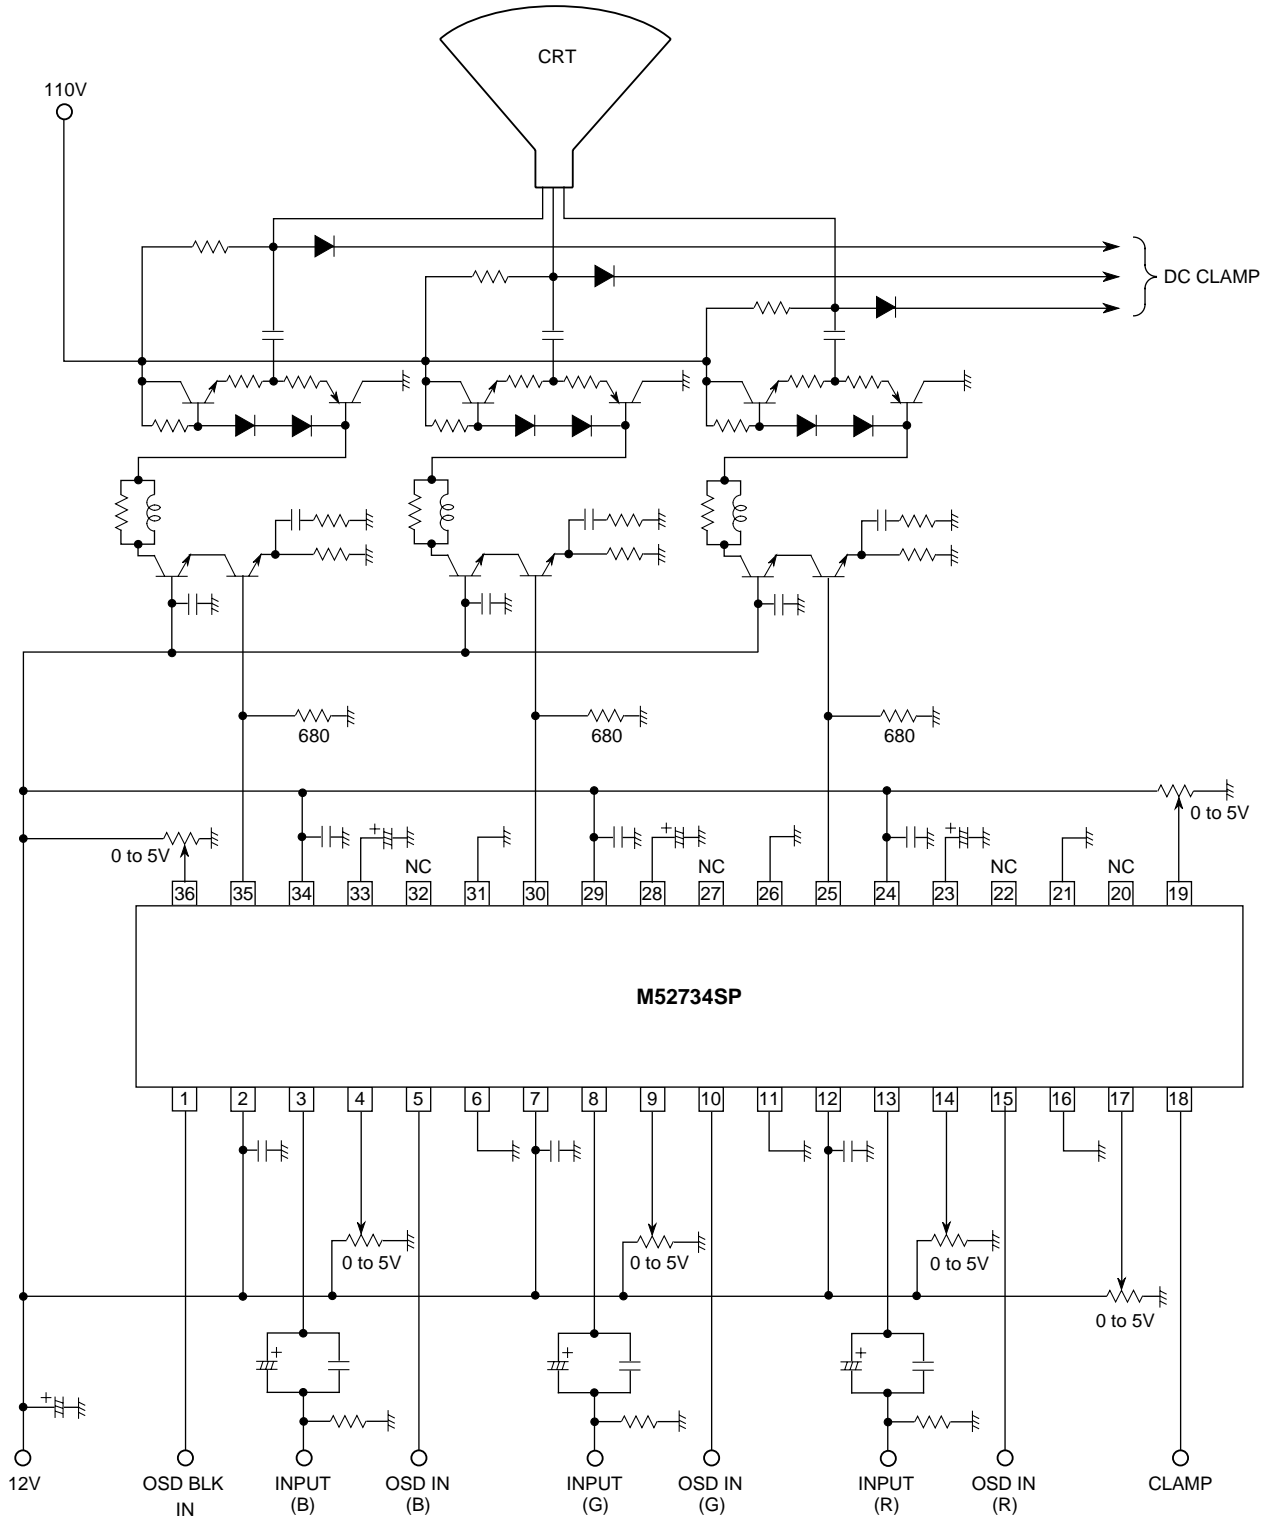 CRT
110V
DC CLAMP
680 680 680
0 to 5V
0 to 5V
NC NC NC NC
+ + +
36 35 34 33 32 31 30 29 28 27 26 25 24 23 22 21 20 19
M52734SP
1 2 3 4 5 6 7 8 9 10 11 12 13 14 15 16 17 18
0 to 5V 0 to 5V 0 to 5V
0 to 5V
+ + +
+
12V
OSD BLK IN
INPUT (B)
OSD IN (B)
INPUT (G)
OSD IN (G)
INPUT (R)
OSD IN (R)
CLAMP